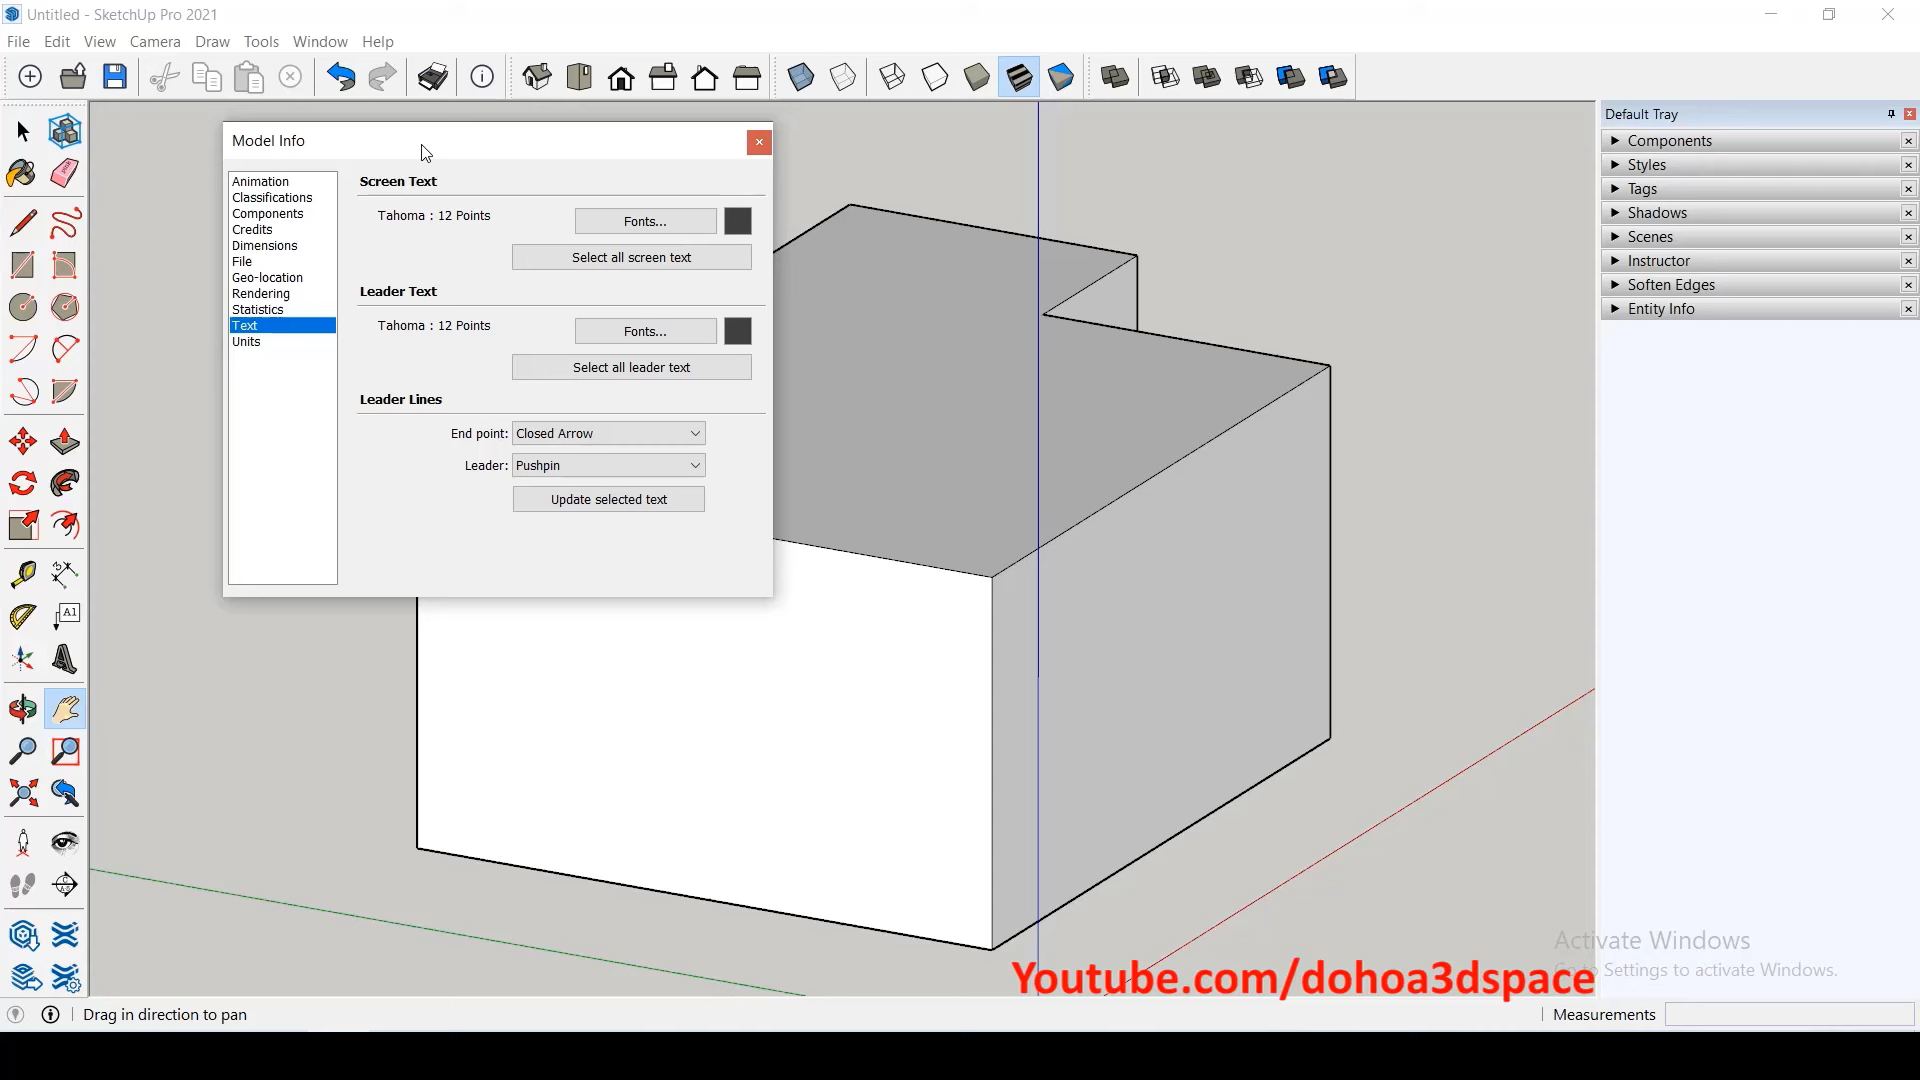 Untitled - SketchUp Pro 2021
File Edit View Camera Draw Tools Window Help
Model Info
Animation
Classifications
Components
Credits
Dimensions
File
Geo-location
Rendering
Statistics
Text
Units
Screen Text
Tahoma : 12 Points
Fonts...
Select all screen text
Leader Text
Tahoma : 12 Points
Fonts...
Select all leader text
Leader Lines
End point: Closed Arrow
Leader: Pushpin
Update selected text
A1
Default Tray
Components
Styles
Tags
Shadows
Scenes
Instructor
Soften Edges
Entity Info
Activate Windows
Settings to activate Windows.
Youtube.com/dohoa3dspace
Drag in direction to pan
Measurements